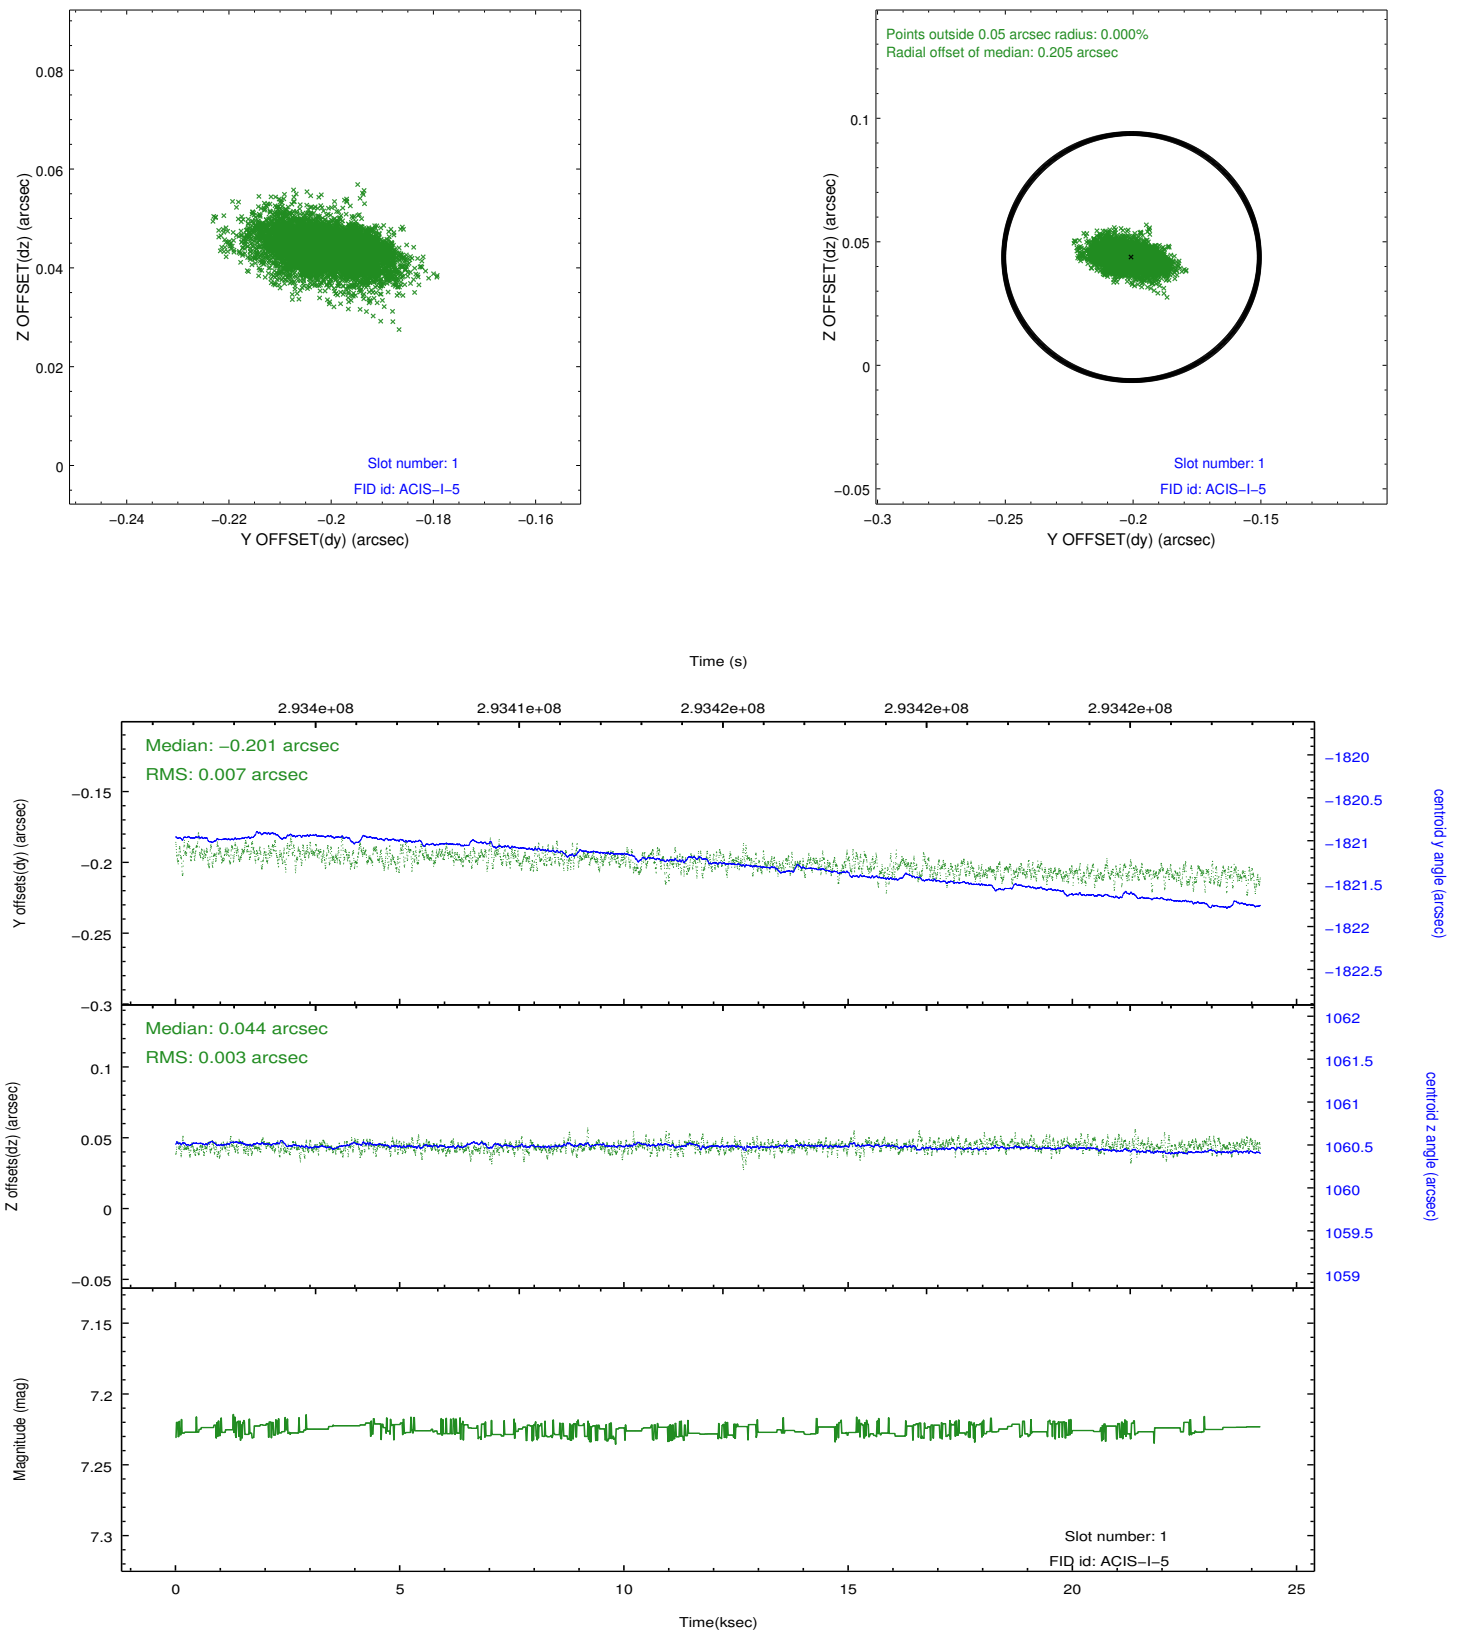 0.08
0.06
0.04
0.02
0
Z OFFSET(dz) (arcsec)
Slot number: 1
FID id: ACIS−I−5
−0.24 −0.22 −0.2 −0.18 −0.16
Y OFFSET(dy) (arcsec)
Points outside 0.05 arcsec radius: 0.000%
Radial offset of median: 0.205 arcsec
0.1
0.05
0
−0.05
Z OFFSET(dz) (arcsec)
Slot number: 1
FID id: ACIS−I−5
−0.3 −0.25 −0.2 −0.15
Y OFFSET(dy) (arcsec)
Time (s)
2.934e+08 2.9341e+08 2.9342e+08 2.9342e+08 2.9342e+08
Median: −0.201 arcsec
RMS: 0.007 arcsec
−0.15
−0.2
−0.25
−0.3
Y offsets(dy) (arcsec)
−1820
−1820.5
−1821
−1821.5
−1822
−1822.5
centroid y angle (arcsec)
Median: 0.044 arcsec
RMS: 0.003 arcsec
0.1
0.05
0
−0.05
Z offsets(dz) (arcsec)
1062
1061.5
1061
1060.5
1060
1059.5
1059
centroid z angle (arcsec)
7.15
7.2
7.25
7.3
Magnitude (mag)
Slot number: 1
FID id: ACIS−I−5
0 5 10 15 20 25
Time(ksec)